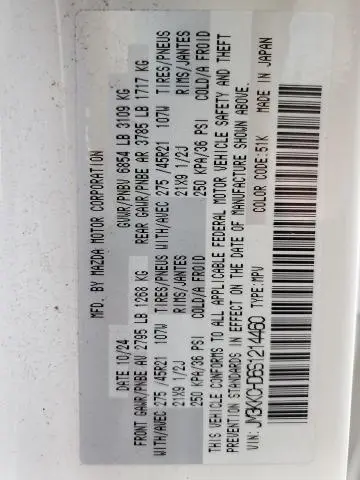 MFD. BY MAZDA MOTOR CORPORATION
DATE 10/24 GVWR/PNBV 6854 LB 3109 KG
FRONT GAWR/PNBE AV 2795 LB 1268 KG REAR GAWR/PNBE AR 3785 LB 1717 KG
WITH/AVEC 275 /45R21 107W TIRES/PNEUS WITH/AVEC 275 /45R21 107W TIRES/PNEUS
21X9 1/2J RIMS/JANTES 21X9 1/2J RIMS/JANTES
250 KPA/36 PSI COLD/A FROID 250 KPA/36 PSI COLD/A FROID
THIS VEHICLE CONFORMS TO ALL APPLICABLE FEDERAL MOTOR VEHICLE SAFETY AND THEFT
PREVENTION STANDARDS IN EFFECT ON THE DATE OF MANUFACTURE SHOWN ABOVE.
VIN: JM3KKC-D6S1214460 TYPE: MPV COLOR CODE: 51K MADE IN JAPAN